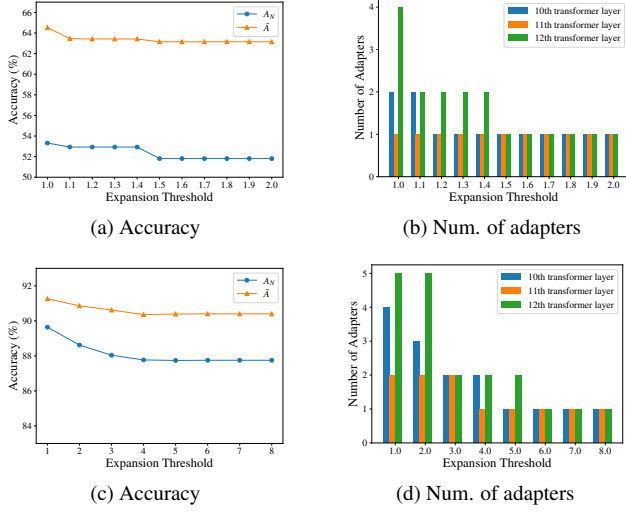 66
64
62
60
58
56
54
52
50
Accuracy (%)
A_N
Ā
1.0 1.1 1.2 1.3 1.4 1.5 1.6 1.7 1.8 1.9 2.0
Expansion Threshold
(a) Accuracy
4
3
2
1
0
Number of Adapters
10th transformer layer
11th transformer layer
12th transformer layer
1.0 1.1 1.2 1.3 1.4 1.5 1.6 1.7 1.8 1.9 2.0
Expansion Threshold
(b) Num. of adapters
92
90
88
86
84
Accuracy (%)
A_N
Ā
1 2 3 4 5 6 7 8
Expansion Threshold
(c) Accuracy
5
4
3
2
1
0
Number of Adapters
10th transformer layer
11th transformer layer
12th transformer layer
1.0 2.0 3.0 4.0 5.0 6.0 7.0 8.0
Expansion Threshold
(d) Num. of adapters